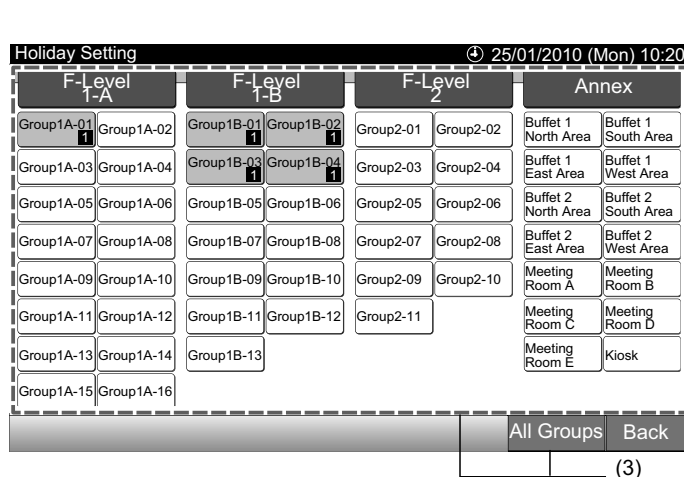 Holiday Setting 25/01/2010 (Mon) 10:20
F-Level
1-A
F-Level
1-B
F-Level
2
Annex
Group1A-01 1 Group1A-02 Group1B-01 1 Group1B-02 1 Group2-01 Group2-02
Buffet 1
North Area
Buffet 1
South Area
Group1A-03 Group1A-04 Group1B-03 1 Group1B-04 1 Group2-03 Group2-04
Buffet 1
East Area
Buffet 1
West Area
Group1A-05 Group1A-06 Group1B-05 Group1B-06 Group2-05 Group2-06
Buffet 2
North Area
Buffet 2
South Area
Group1A-07 Group1A-08 Group1B-07 Group1B-08 Group2-07 Group2-08
Buffet 2
East Area
Buffet 2
West Area
Group1A-09 Group1A-10 Group1B-09 Group1B-10 Group2-09 Group2-10
Meeting
Room A
Meeting
Room B
Group1A-11 Group1A-12 Group1B-11 Group1B-12 Group2-11
Meeting
Room C
Meeting
Room D
Group1A-13 Group1A-14 Group1B-13
Meeting
Room E
Kiosk
Group1A-15 Group1A-16
All Groups Back
(3)